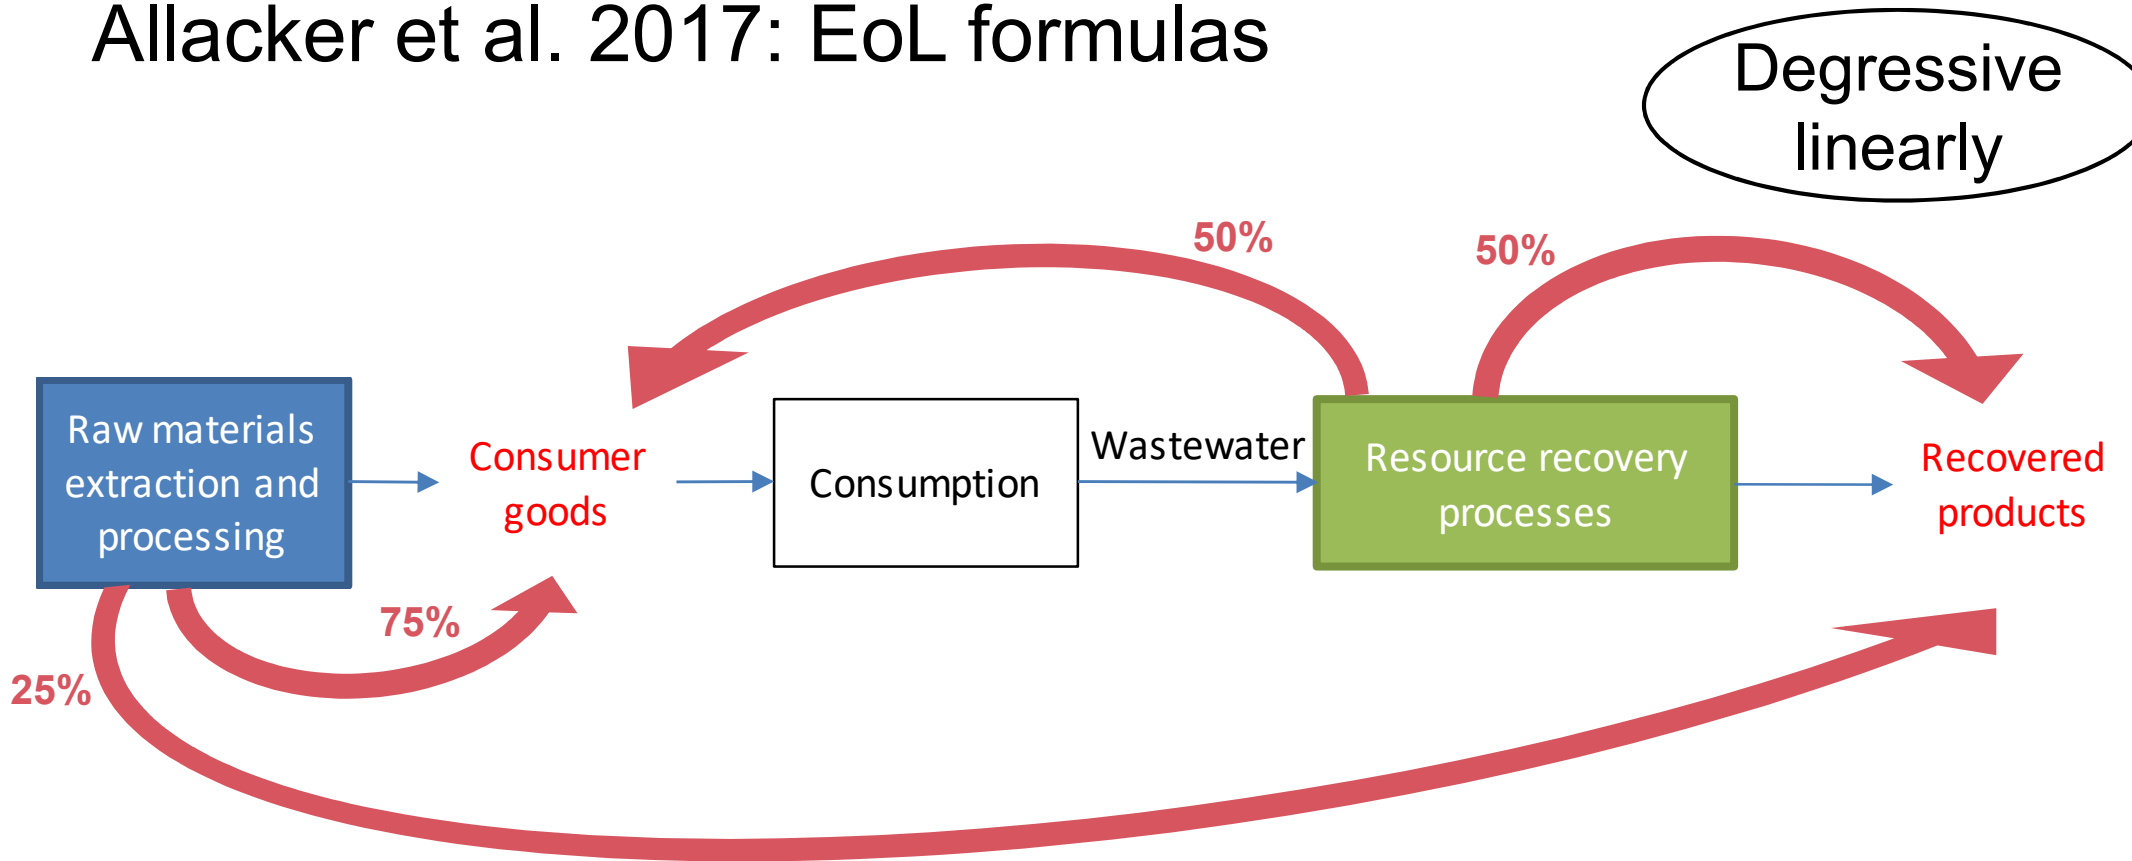 Allacker et al. 2017: EoL formulas
Degressive
linearly
50%
50%
Raw materials
extraction and
processing
Consumer
goods
Consumption
Wastewater
Resource recovery
processes
Recovered
products
75%
25%